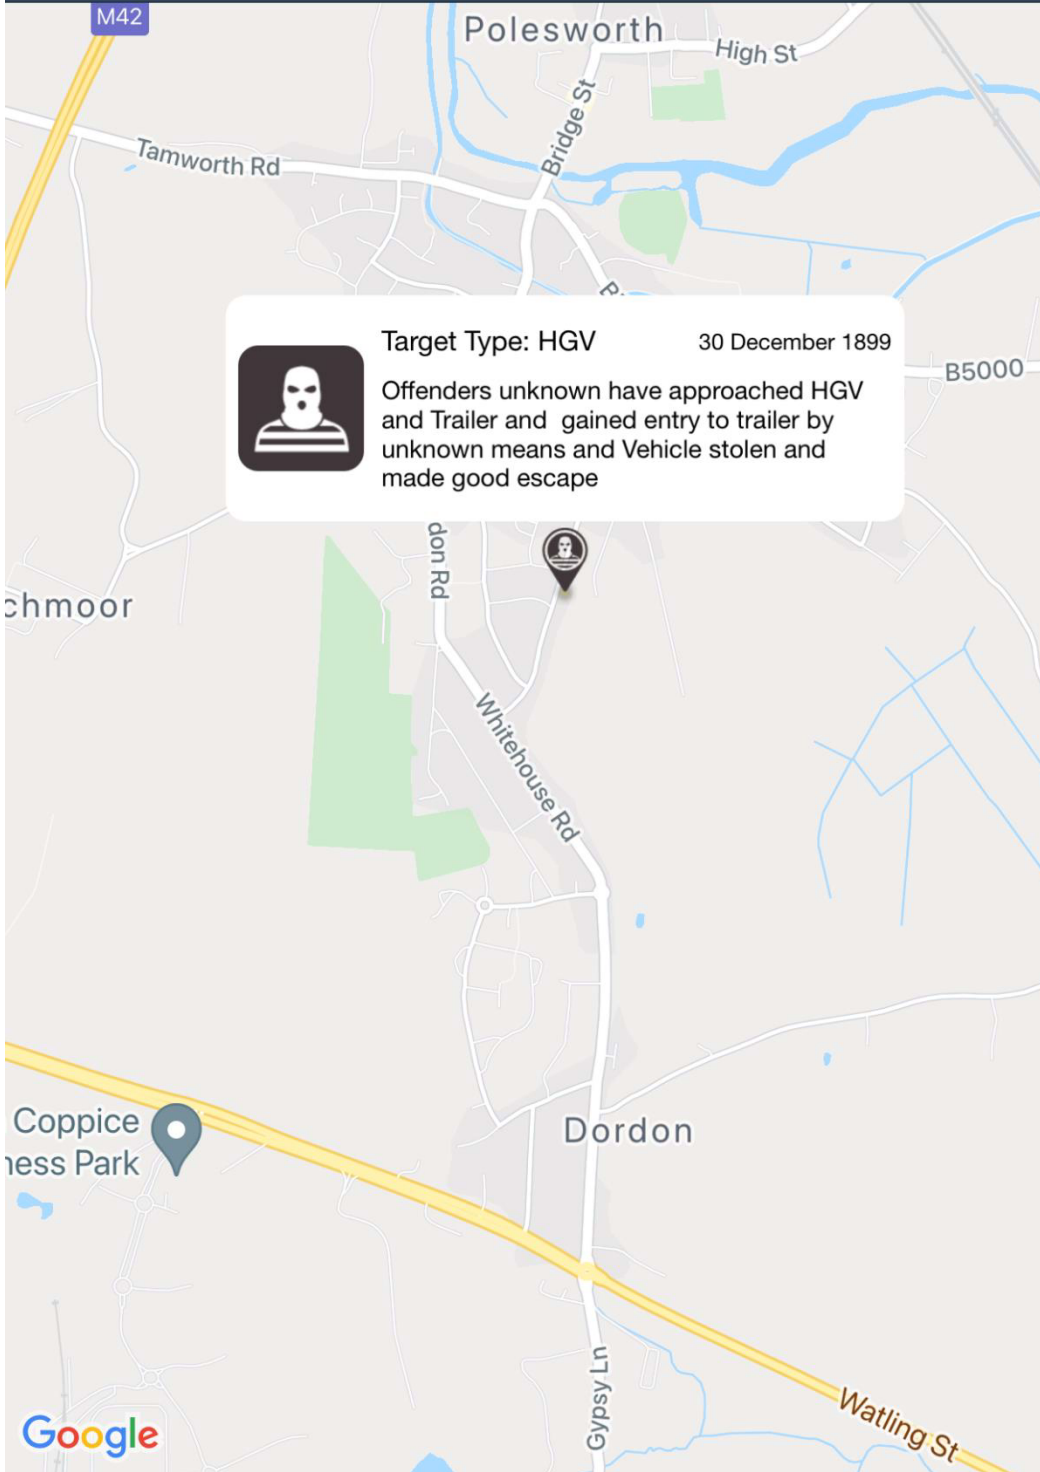 M42
Polesworth
High St
Bridge St
Tamworth Rd
Target Type: HGV
30 December 1899
B5000
Offenders unknown have approached HGV
and Trailer and  gained entry to trailer by
unknown means and Vehicle stolen and
made good escape
don Rd
chmoor
Whitehouse Rd
Coppice
ness Park
Dordon
Gypsy Ln
Watling St
Google